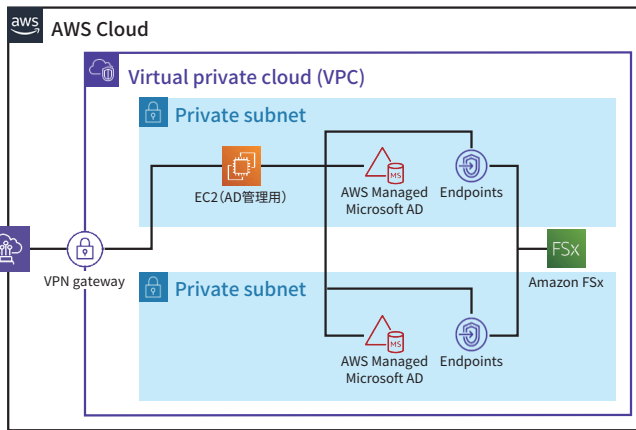 aws
AWS Cloud
Virtual private cloud (VPC)
Private subnet
EC2（AD管理用）
MS
AWS Managed
Microsoft AD
Endpoints
VPN gateway
FSx
Amazon FSx
Private subnet
MS
AWS Managed
Microsoft AD
Endpoints